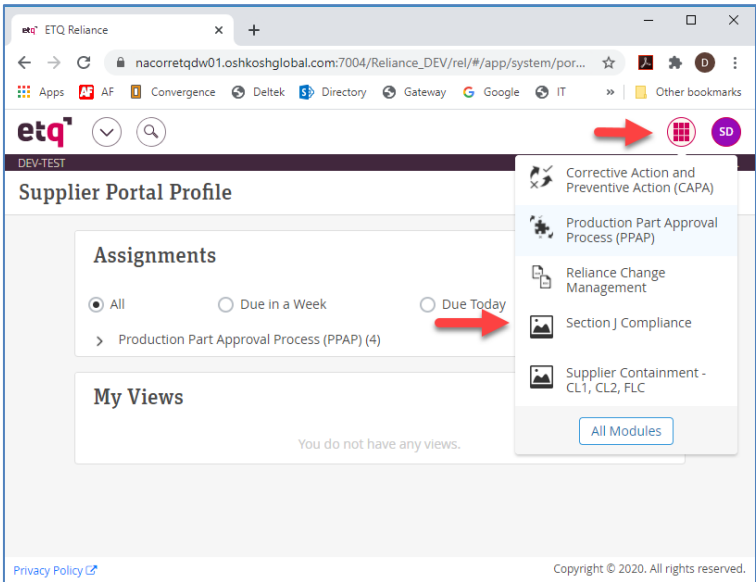 etq ETQ Reliance
nacorretqdw01.oshkoshglobal.com:7004/Reliance_DEV/rel/#/app/system/por...
D
Apps AF AF Convergence Deltek Directory Gateway Google IT » Other bookmarks
etq SD
DEV-TEST
Supplier Portal Profile
Assignments
All Due in a Week Due Today
Production Part Approval Process (PPAP) (4)
My Views
You do not have any views.
Corrective Action and
Preventive Action (CAPA)
Production Part Approval
Process (PPAP)
Reliance Change
Management
Section J Compliance
Supplier Containment -
CL1, CL2, FLC
All Modules
Privacy Policy Copyright © 2020. All rights reserved.